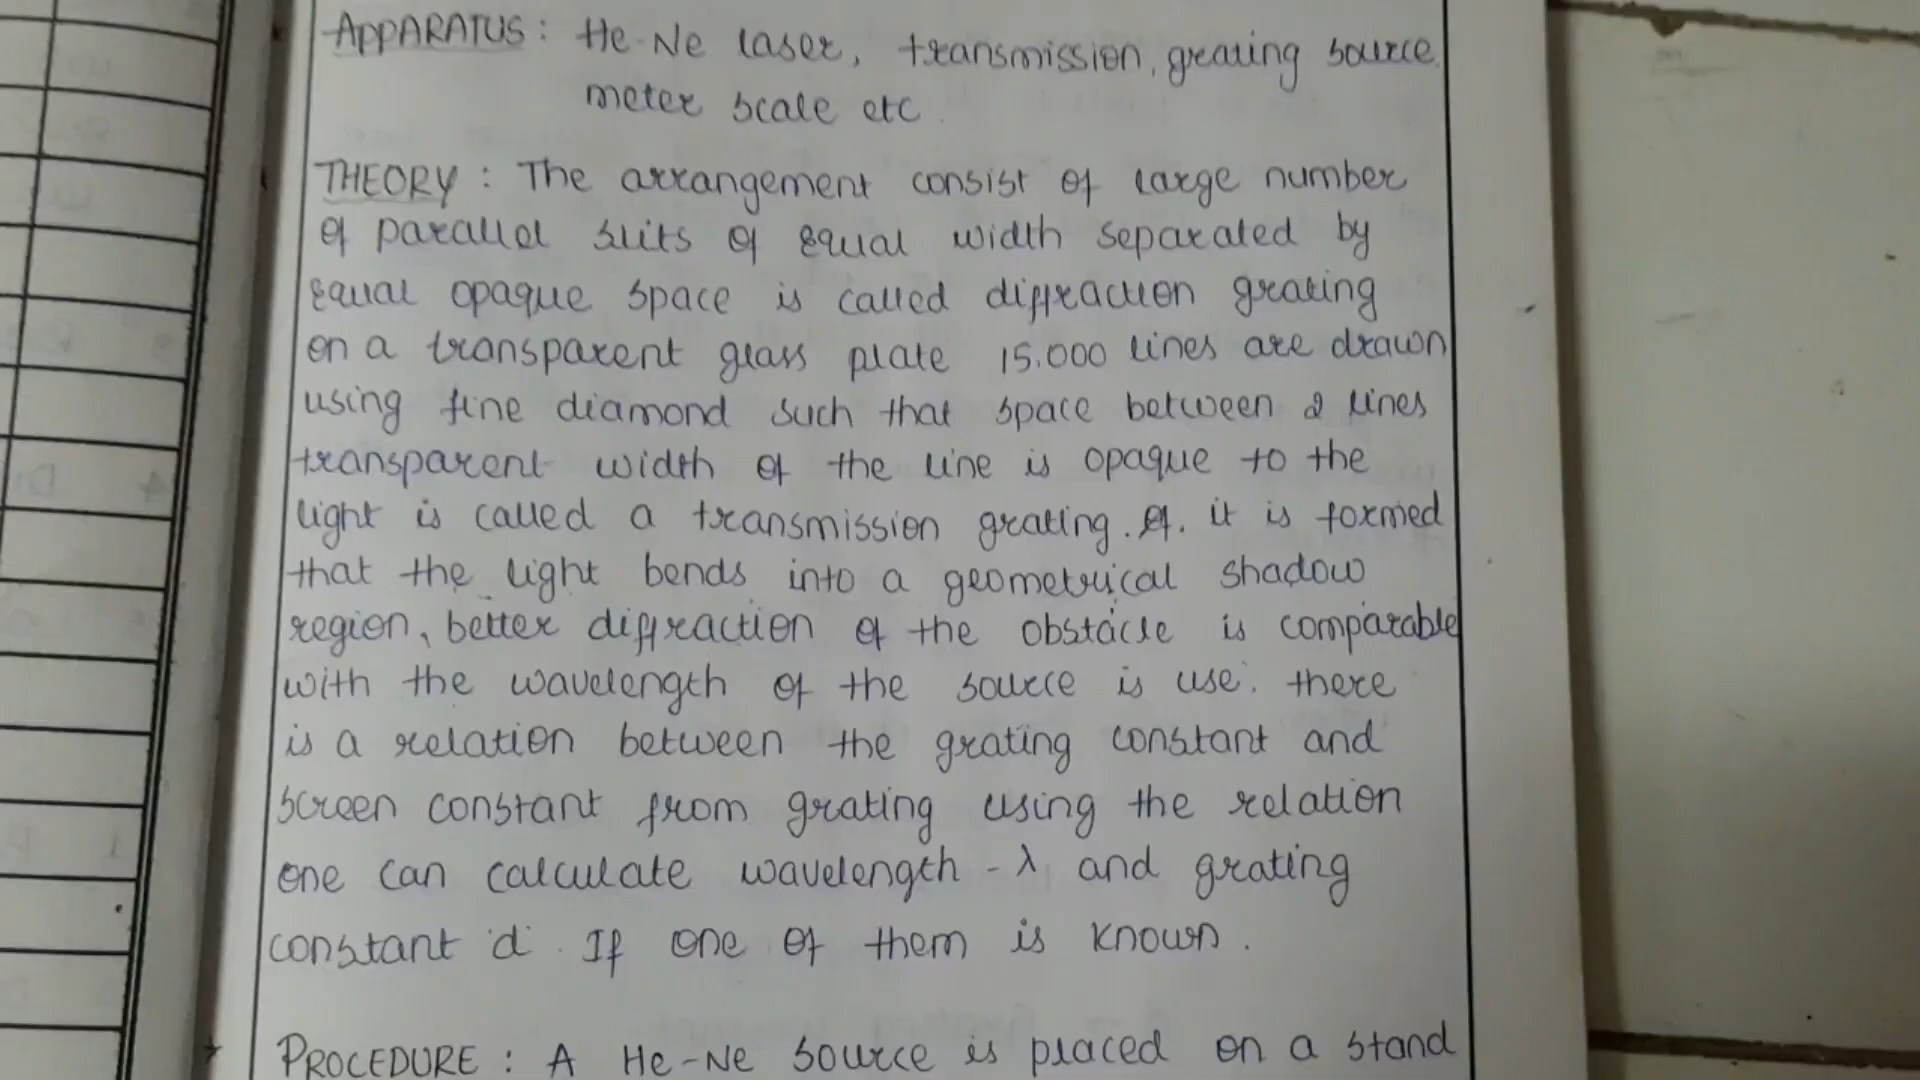 APPARATUS : He-Ne laser, transmission, grating source,
meter scale etc.
THEORY : The arrangement consist of large number
of parallel slits of equal width separated by
equal opaque space is called diffraction grating
on a transparent glass plate 15.000 lines are drawn
using fine diamond such that space between 2 lines
transparent width of the line is opaque to the
light is called a transmission grating. it is formed
that the light bends into a geometrical shadow
region, better diffraction of the obstacle is comparable
with the wavelength of the source is use. there
is a relation between the grating constant and
screen constant from grating using the relation
one can calculate wavelength - λ and grating
constant 'd'. If one of them is known.
PROCEDURE : A He-Ne source is placed on a stand